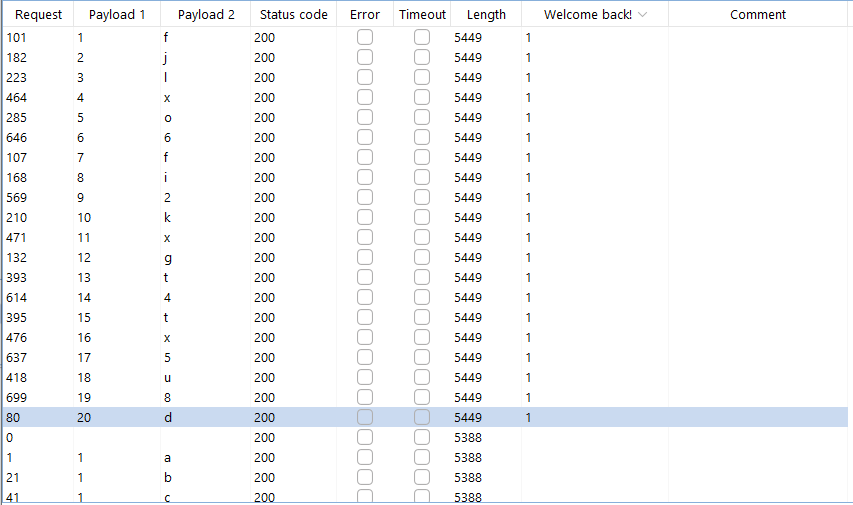 Request Payload 1 Payload 2 Status code Error Timeout Length Welcome back! Comment
101 1 f 200 5449 1
182 2 j 200 5449 1
223 3 l 200 5449 1
464 4 x 200 5449 1
285 5 o 200 5449 1
646 6 6 200 5449 1
107 7 f 200 5449 1
168 8 i 200 5449 1
569 9 2 200 5449 1
210 10 k 200 5449 1
471 11 x 200 5449 1
132 12 g 200 5449 1
393 13 t 200 5449 1
614 14 4 200 5449 1
395 15 t 200 5449 1
476 16 x 200 5449 1
637 17 5 200 5449 1
418 18 u 200 5449 1
699 19 8 200 5449 1
80 20 d 200 5449 1
0 200 5388
1 1 a 200 5388
21 1 b 200 5388
41 1 c 200 5388